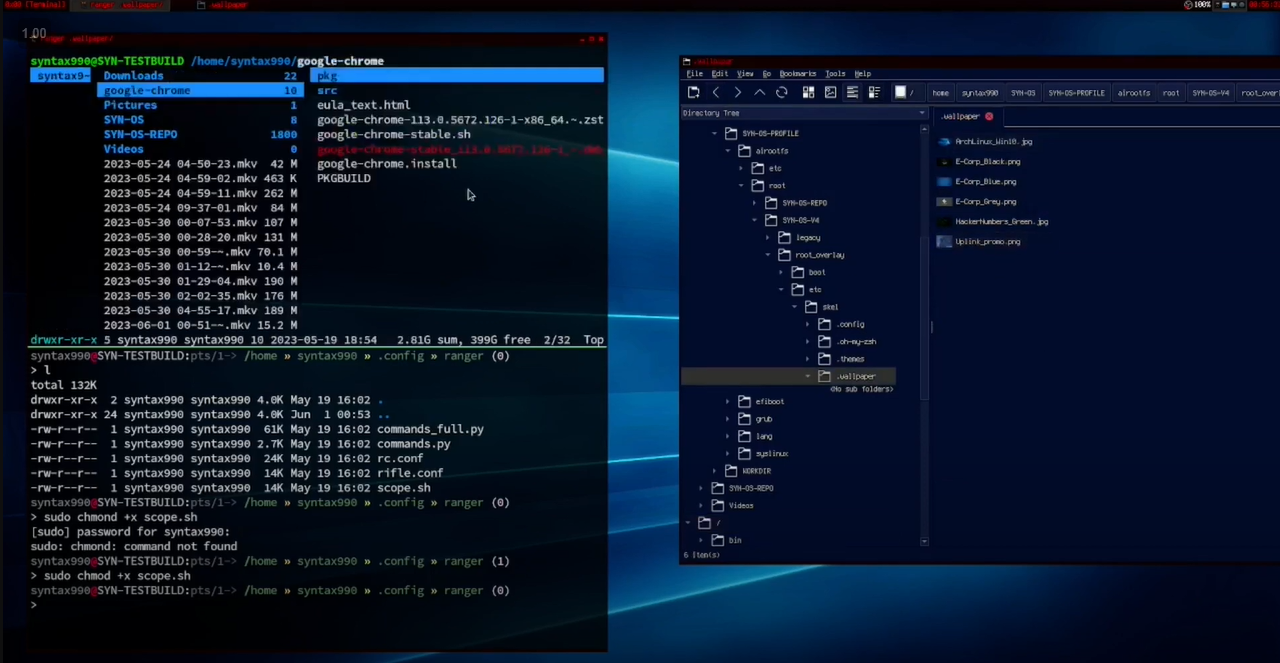 0:00 [Terminal]
wallpaper
100%
1.00
syntax990@SYN-TESTBUILD /home/syntax990/google-chrome
syntax9~ Downloads 22 pkg
google-chrome 10 src
Pictures 1 eula_text.html
SYN-OS 8 google-chrome-113.0.5672.126-1-x86_64.~.zst
SYN-OS-REPO 1800 google-chrome-stable.sh
Videos 9
2023-05-24 04-50-23.mkv 42 M google-chrome.install
2023-05-24 04-59-02.mkv 463 K PKGBUILD
2023-05-24 04-59-11.mkv 262 M
2023-05-24 09-37-01.mkv 84 M
2023-05-30 00-07-53.mkv 107 M
2023-05-30 00-28-20.mkv 131 M
2023-05-30 00-59-~.mkv 70.1 M
2023-05-30 01-12-~.mkv 10.4 M
2023-05-30 01-29-04.mkv 190 M
2023-05-30 02-02-35.mkv 176 M
2023-05-30 04-55-17.mkv 189 M
2023-06-01 00-51-~.mkv 15.2 M
drwxr-xr-x 5 syntax990 syntax990 10 2023-05-19 18:54 2.81G sum, 399G free 2/32 Top
syntax990@SYN-TESTBUILD:pts/1-> /home » syntax990 » .config » ranger (0)
> l
total 132K
drwxr-xr-x 2 syntax990 syntax990 4.0K May 19 16:02 .
drwxr-xr-x 24 syntax990 syntax990 4.0K Jun 1 00:53 ..
-rw-r--r-- 1 syntax990 syntax990 61K May 19 16:02 commands_full.py
-rw-r--r-- 1 syntax990 syntax990 2.7K May 19 16:02 commands.py
-rw-r--r-- 1 syntax990 syntax990 24K May 19 16:02 rc.conf
-rw-r--r-- 1 syntax990 syntax990 14K May 19 16:02 rifle.conf
-rw-r--r-- 1 syntax990 syntax990 14K May 19 16:02 scope.sh
syntax990@SYN-TESTBUILD:pts/1-> /home » syntax990 » .config » ranger (0)
> sudo chmond +x scope.sh
[sudo] password for syntax990:
sudo: chmond: command not found
syntax990@SYN-TESTBUILD:pts/1-> /home » syntax990 » .config » ranger (1)
> sudo chmod +x scope.sh
syntax990@SYN-TESTBUILD:pts/1-> /home » syntax990 » .config » ranger (0)
>
.wallpaper
File Edit View Go Bookmarks Tools Help
/ home syntax990 SYN-OS SYN-OS-PROFILE airootfs root SYN-OS-V4 root_overl
Directory Tree
.wallpaper
SYN-OS-PROFILE
airootfs
etc
root
SYN-OS-REPO
SYN-OS-V4
legacy
root_overlay
boot
etc
skel
.config
.oh-my-zsh
.themes
.wallpaper
<No sub folders>
efiboot
grub
lang
syslinux
WORKDIR
SYN-OS-REPO
Videos
/
bin
ArchLinux_Win10.jpg
E-Corp_Black.png
E-Corp_Blue.png
E-Corp_Grey.png
HackerNumbers_Green.jpg
Uplink_promo.png
6 item(s)